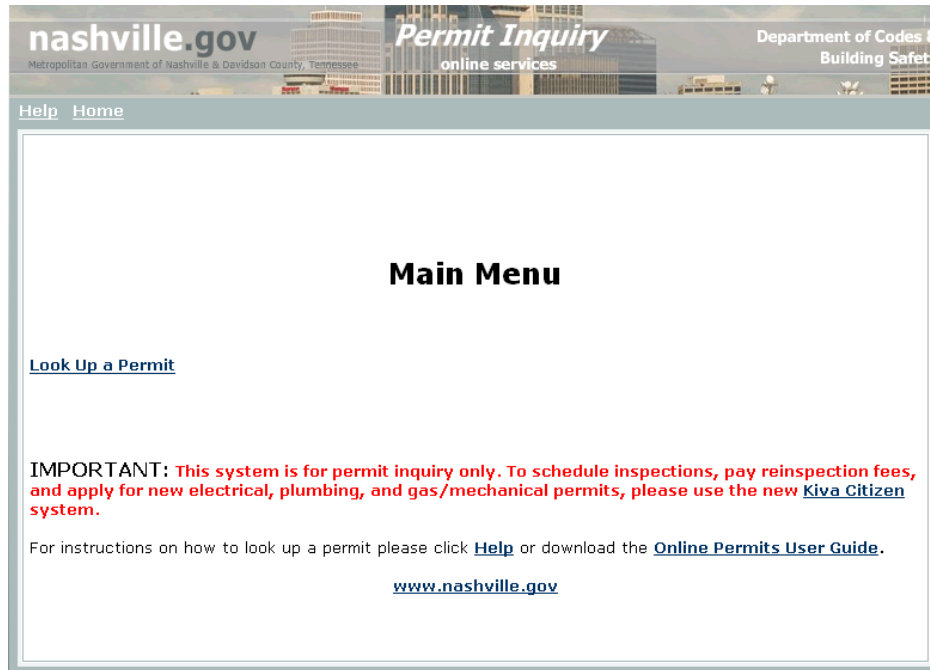 nashville.gov
Metropolitan Government of Nashville & Davidson County, Tennessee
Permit Inquiry
online services
Department of Codes &
Building Safet
Help Home
Main Menu
Look Up a Permit
IMPORTANT: This system is for permit inquiry only. To schedule inspections, pay reinspection fees,
and apply for new electrical, plumbing, and gas/mechanical permits, please use the new Kiva Citizen
system.
For instructions on how to look up a permit please click Help or download the Online Permits User Guide.
www.nashville.gov